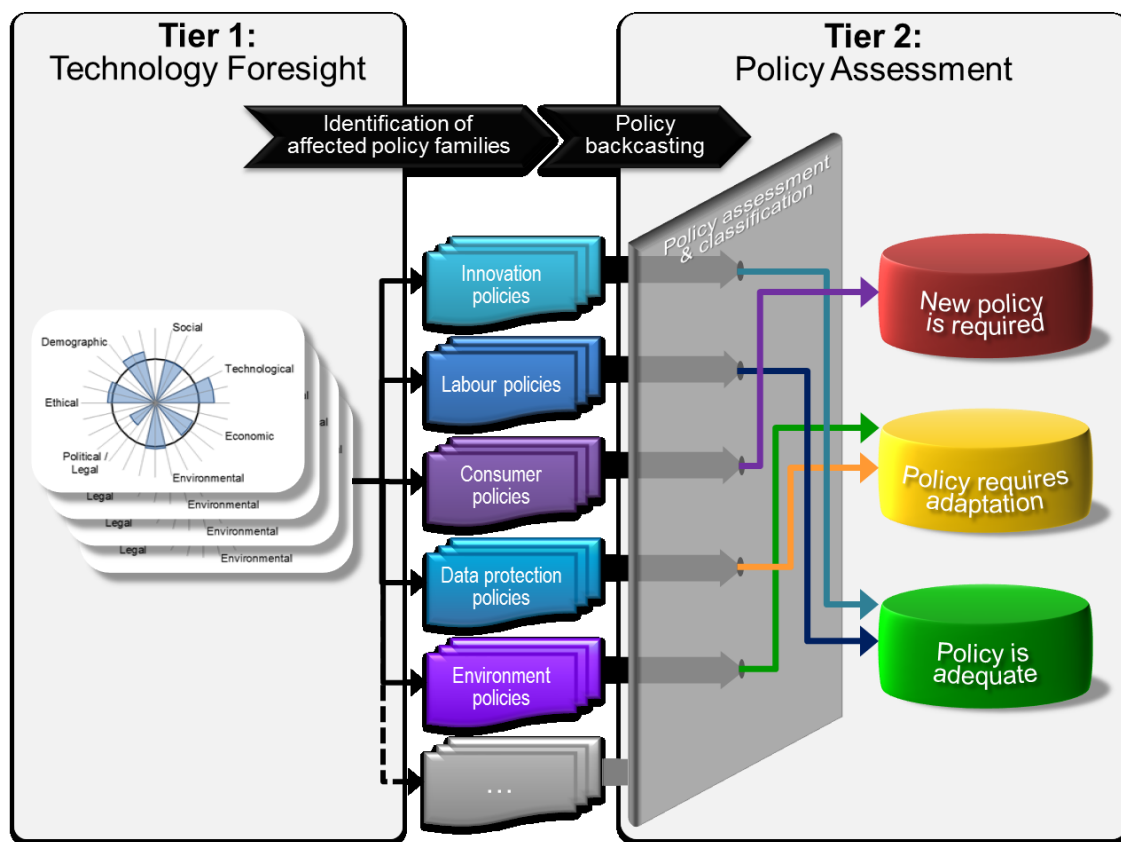 Tier 1:
Technology Foresight
Tier 2:
Policy Assessment
Identification of
affected policy families
Policy
backcasting
Policy assessment
& classification
Social
Demographic
Technological
Ethical
Economic
Political /
Legal
Environmental
Legal
Environmental
Legal
Environmental
Legal
Environmental
Innovation
policies
Labour policies
Consumer
policies
Data protection
policies
Environment
policies
...
New policy
is required
Policy requires
adaptation
Policy is
adequate